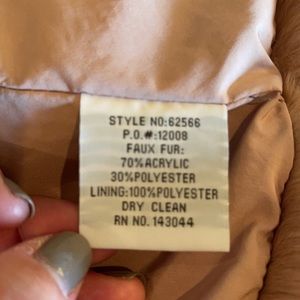 STYLE NO:62566
P.O.#:12008
FAUX FUR:
70%ACRYLIC
30%POLYESTER
LINING:100%POLYESTER
DRY CLEAN
RN NO. 143044